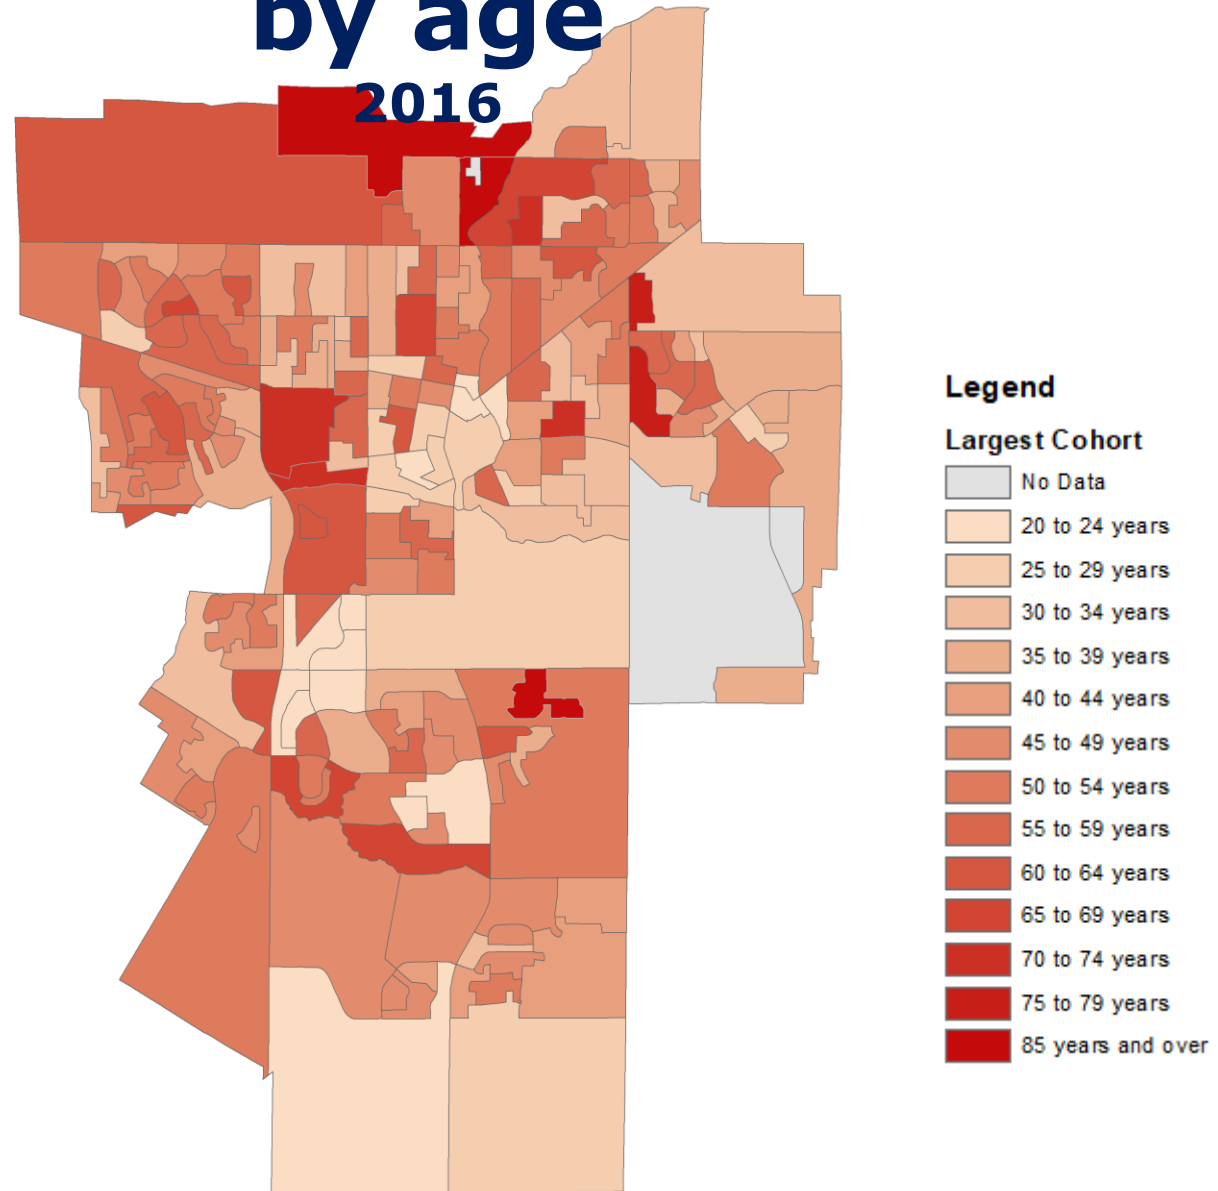 by age
2016
Legend
Largest Cohort
No Data
20 to 24 years
25 to 29 years
30 to 34 years
35 to 39 years
40 to 44 years
45 to 49 years
50 to 54 years
55 to 59 years
60 to 64 years
65 to 69 years
70 to 74 years
75 to 79 years
85 years and over